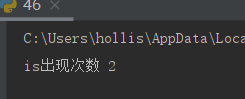 46 ×
C:\Users\hollis\AppData\Loca
is出现次数 2